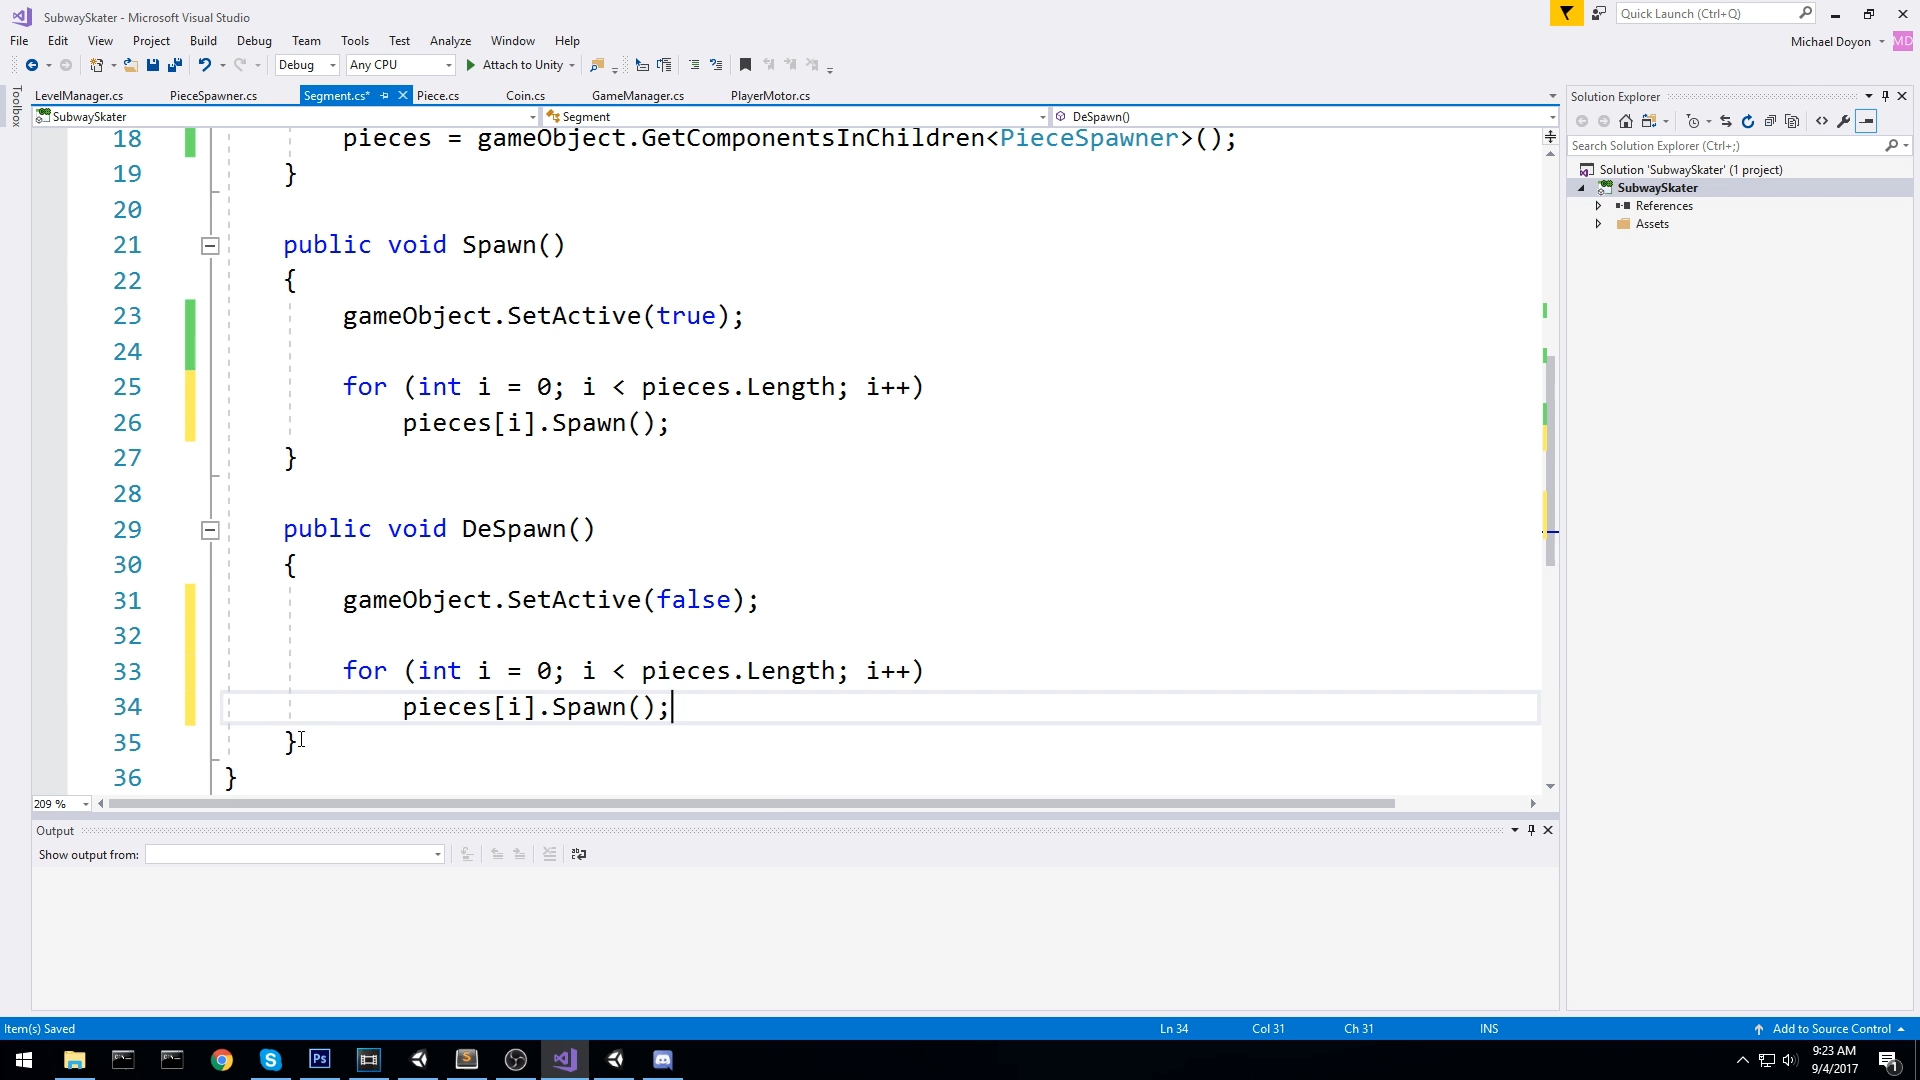 SubwaySkater - Microsoft Visual Studio
Quick Launch (Ctrl+Q)
File Edit View Project Build Debug Team Tools Test Analyze Window Help
Michael Doyon MD
Debug Any CPU Attach to Unity
Toolbox
LevelManager.cs PieceSpawner.cs Segment.cs* Piece.cs Coin.cs GameManager.cs PlayerMotor.cs
SubwaySkater Segment DeSpawn()
18 pieces = gameObject.GetComponentsInChildren<PieceSpawner>();
19 }
20
21 public void Spawn()
22 {
23 gameObject.SetActive(true);
24
25 for (int i = 0; i < pieces.Length; i++)
26 pieces[i].Spawn();
27 }
28
29 public void DeSpawn()
30 {
31 gameObject.SetActive(false);
32
33 for (int i = 0; i < pieces.Length; i++)
34 pieces[i].Spawn();
35 }
36 }
209 %
Output
Show output from:
Solution Explorer
Search Solution Explorer (Ctrl+;)
Solution 'SubwaySkater' (1 project)
SubwaySkater
References
Assets
Item(s) Saved Ln 34 Col 31 Ch 31 INS Add to Source Control
Ps S
9:23 AM
9/4/2017
1